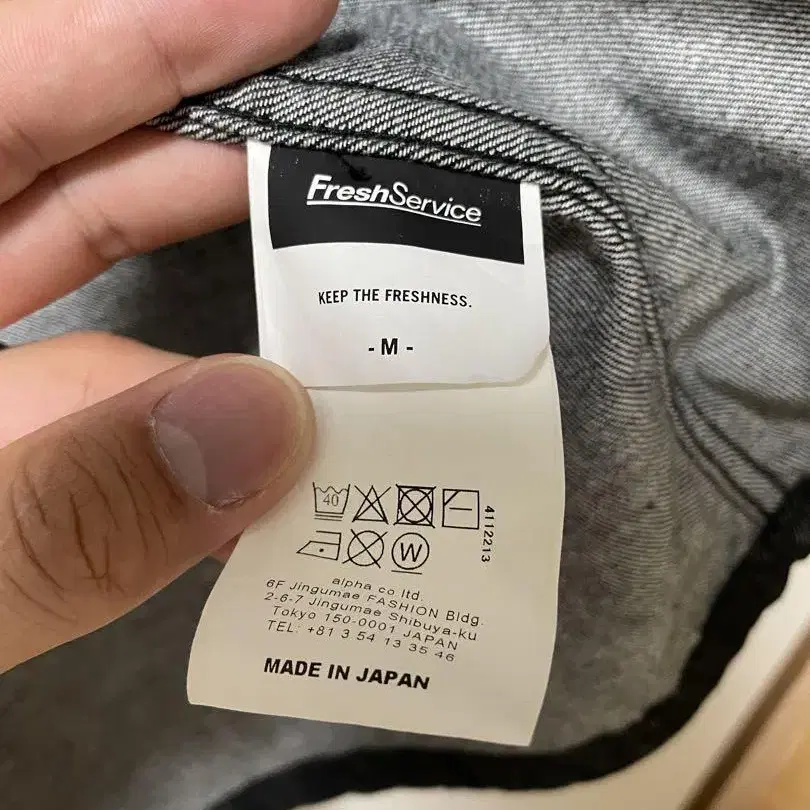 FreshService
KEEP THE FRESHNESS.
- M -
40
4112213
W
alpha co ltd.
6F Jingumae FASHION Bldg.
2-6-7 Jingumae Shibuya-ku
Tokyo 150-0001 JAPAN
TEL: +81 3 54 13 35 46
MADE IN JAPAN